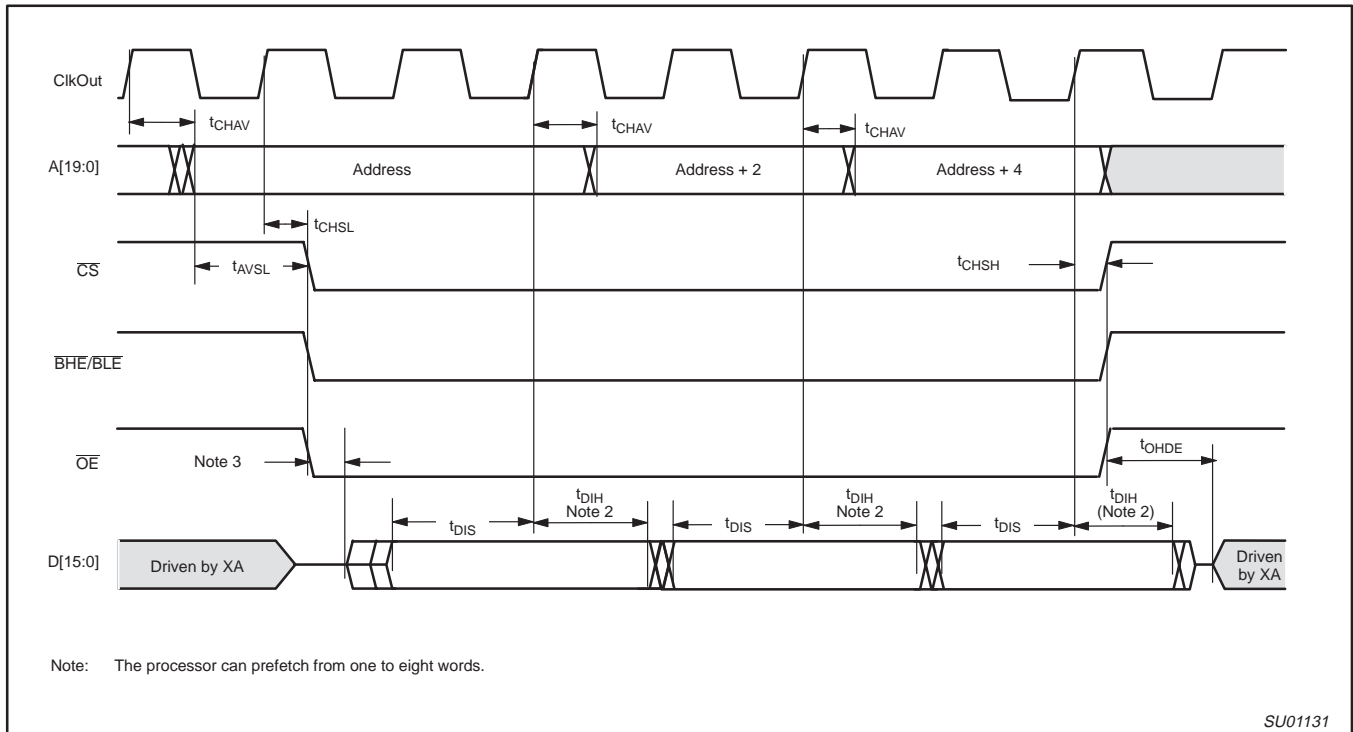 ClkOut
tCHAV
tCHAV
tCHAV
A[19:0]
Address
Address + 2
Address + 4
tCHSL
CS
tAVSL
tCHSH
BHE/BLE
OE
Note 3
tOHDE
tDIS
tDIH
Note 2
tDIS
tDIH
Note 2
tDIS
tDIH
(Note 2)
D[15:0]
Driven by XA
Driven
by XA
Note: The processor can prefetch from one to eight words.
SU01131